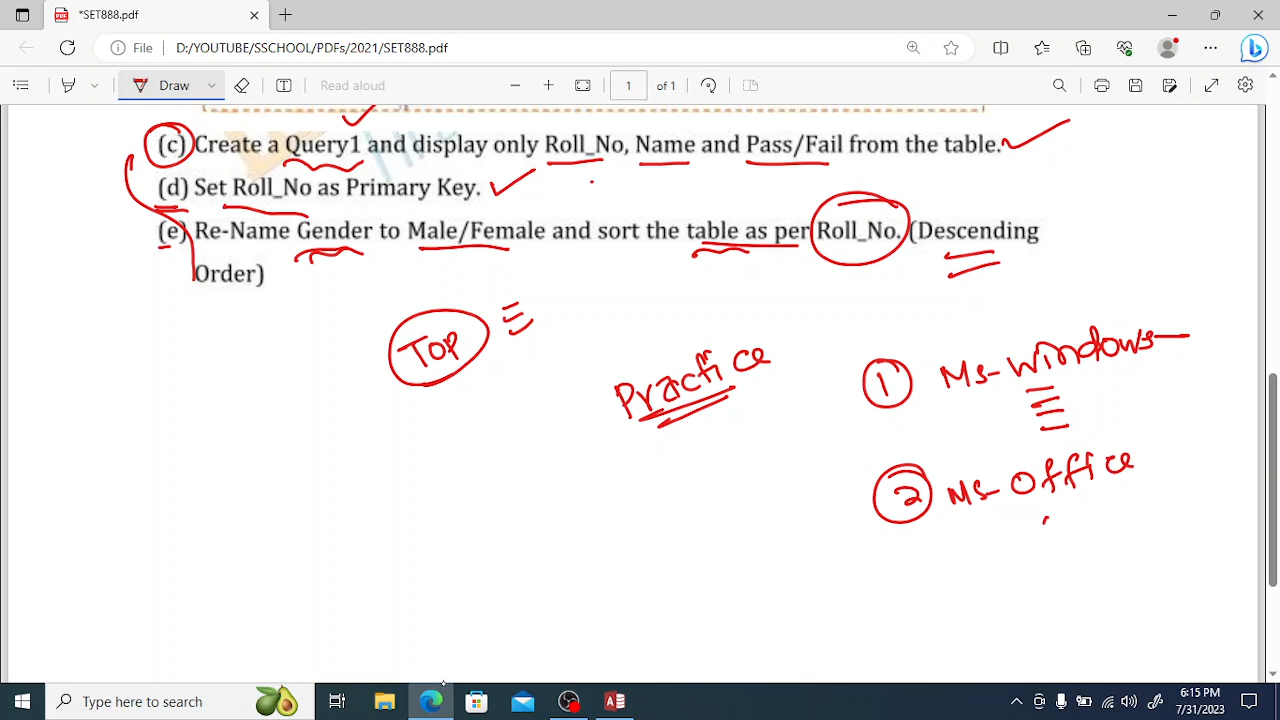 *SET888.pdf
File D:/YOUTUBE/SSCHOOL/PDFs/2021/SET888.pdf
Draw Read aloud 1 of 1
(c) Create a Query1 and display only Roll_No, Name and Pass/Fail from the table.
(d) Set Roll_No as Primary Key.
(e) Re-Name Gender to Male/Female and sort the table as per Roll_No. (Descending
Order)
TOP
Practice
1 Ms-Windows
2 Ms-Office
Type here to search
6:15 PM
7/31/2023